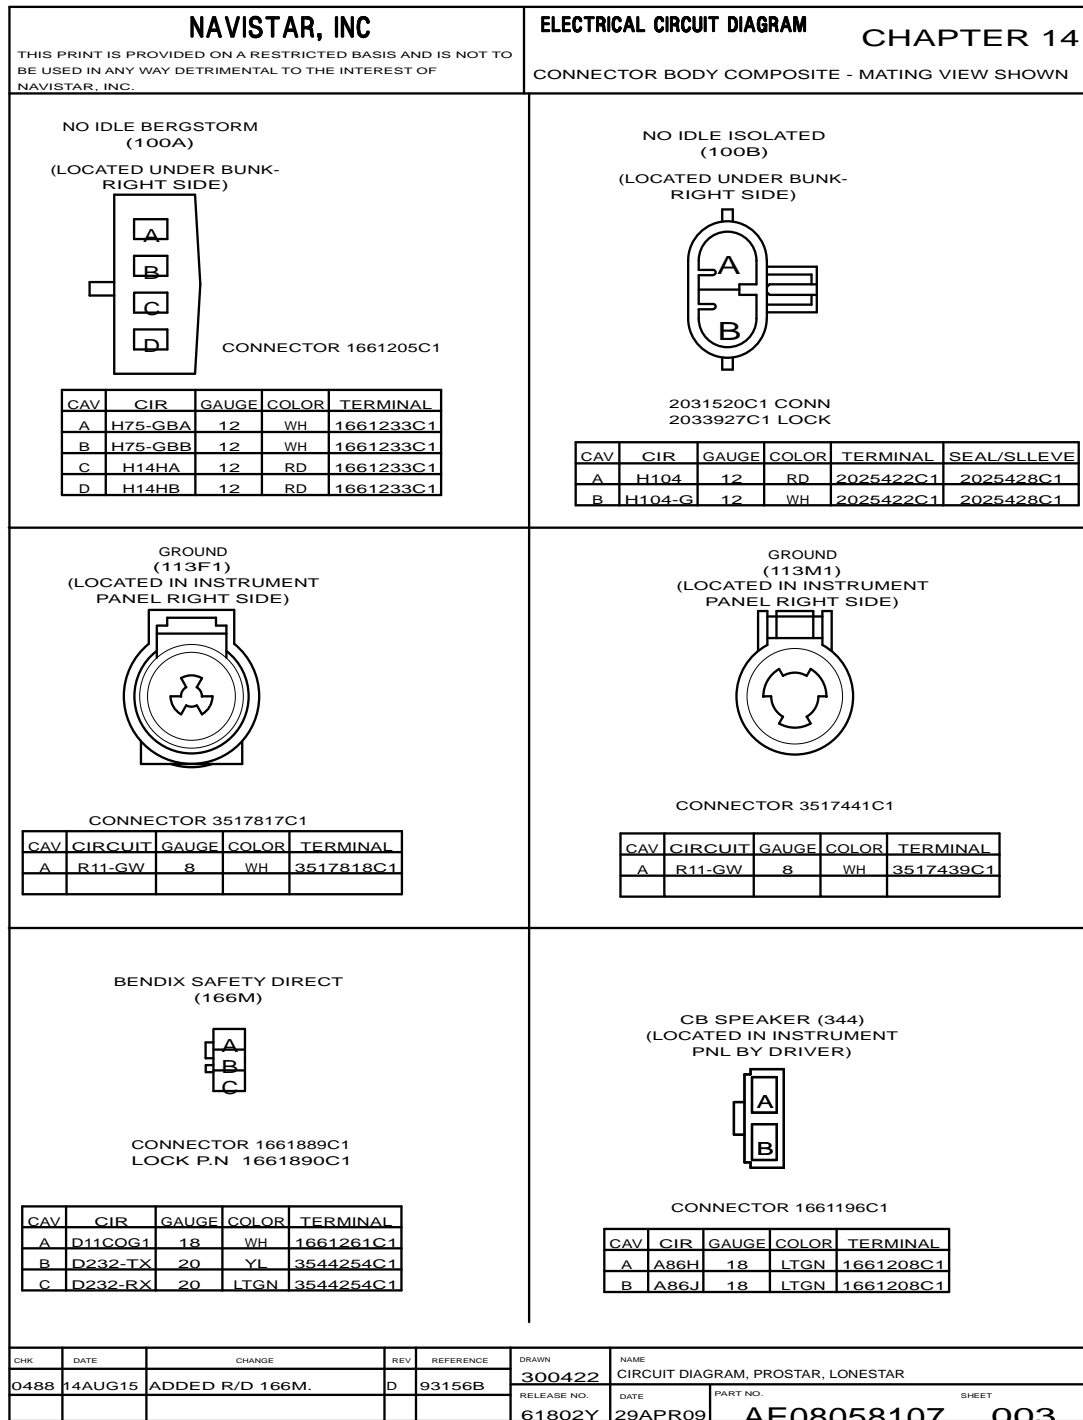 NAVISTAR, INC
THIS PRINT IS PROVIDED ON A RESTRICTED BASIS AND IS NOT TO
BE USED IN ANY WAY DETRIMENTAL TO THE INTEREST OF
NAVISTAR, INC.
ELECTRICAL CIRCUIT DIAGRAM
CHAPTER 14
CONNECTOR BODY COMPOSITE - MATING VIEW SHOWN
NO IDLE BERGSTORM
(100A)
(LOCATED UNDER BUNK-
RIGHT SIDE)
A
B
C
D
CONNECTOR 1661205C1
CAV CIR GAUGE COLOR TERMINAL
A H75-GBA 12 WH 1661233C1
B H75-GBB 12 WH 1661233C1
C H14HA 12 RD 1661233C1
D H14HB 12 RD 1661233C1
NO IDLE ISOLATED
(100B)
(LOCATED UNDER BUNK-
RIGHT SIDE)
A
B
2031520C1 CONN
2033927C1 LOCK
CAV CIR GAUGE COLOR TERMINAL SEAL/SLLEVE
A H104 12 RD 2025422C1 2025428C1
B H104-G 12 WH 2025422C1 2025428C1
GROUND
(113F1)
(LOCATED IN INSTRUMENT
PANEL RIGHT SIDE)
CONNECTOR 3517817C1
CAV CIRCUIT GAUGE COLOR TERMINAL
A R11-GW 8 WH 3517818C1
GROUND
(113M1)
(LOCATED IN INSTRUMENT
PANEL RIGHT SIDE)
CONNECTOR 3517441C1
CAV CIRCUIT GAUGE COLOR TERMINAL
A R11-GW 8 WH 3517439C1
BENDIX SAFETY DIRECT
(166M)
A
B
C
CONNECTOR 1661889C1
LOCK P.N 1661890C1
CAV CIR GAUGE COLOR TERMINAL
A D11COG1 18 WH 1661261C1
B D232-TX 20 YL 3544254C1
C D232-RX 20 LTGN 3544254C1
CB SPEAKER (344)
(LOCATED IN INSTRUMENT
PNL BY DRIVER)
A
B
CONNECTOR 1661196C1
CAV CIR GAUGE COLOR TERMINAL
A A86H 18 LTGN 1661208C1
B A86J 18 LTGN 1661208C1
CHK DATE CHANGE REV REFERENCE
0488 14AUG15 ADDED R/D 166M. D 93156B
DRAWN
300422
NAME
CIRCUIT DIAGRAM, PROSTAR, LONESTAR
RELEASE NO.
61802Y
DATE
29APR09
PART NO.
AE08058107
SHEET
003